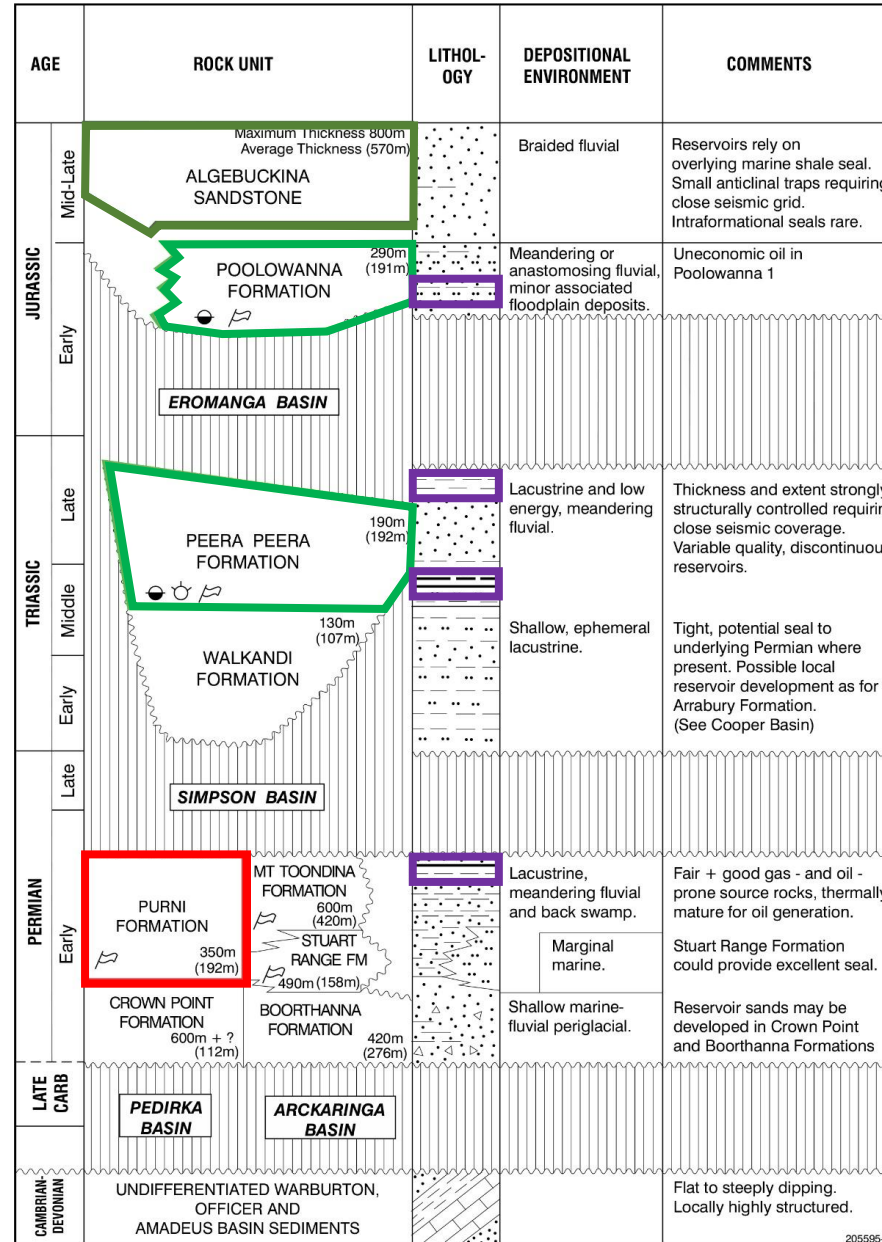 AGE
ROCK UNIT
LITHOL-
OGY
DEPOSITIONAL
ENVIRONMENT
COMMENTS
JURASSIC
Mid-Late
Maximum Thickness 800m
Average Thickness (570m)
ALGEBUCKINA
SANDSTONE
Braided fluvial
Reservoirs rely on
overlying marine shale seal.
Small anticlinal traps requiring
close seismic grid.
Intraformational seals rare.
Early
290m
(191m)
POOLOWANNA
FORMATION
Meandering or
anastomosing fluvial,
minor associated
floodplain deposits.
Uneconomic oil in
Poolowanna 1
EROMANGA BASIN
TRIASSIC
Late
190m
(192m)
PEERA PEERA
FORMATION
Lacustrine and low
energy, meandering
fluvial.
Thickness and extent strongly
structurally controlled requirin
close seismic coverage.
Variable quality, discontinuou
reservoirs.
Middle
130m
(107m)
WALKANDI
FORMATION
Shallow, ephemeral
lacustrine.
Tight, potential seal to
underlying Permian where
present. Possible local
reservoir development as for
Arrabury Formation.
(See Cooper Basin)
Early
PERMIAN
Late
SIMPSON BASIN
Early
PURNI
FORMATION
350m
(192m)
MT TOONDINA
FORMATION
600m
(420m)
STUART
RANGE FM
490m (158m)
Lacustrine,
meandering fluvial
and back swamp.
Fair + good gas - and oil -
prone source rocks, thermally
mature for oil generation.
Marginal
marine.
Stuart Range Formation
could provide excellent seal.
CROWN POINT
FORMATION
600m + ?
(112m)
BOORTHANNA
FORMATION
420m
(276m)
Shallow marine-
fluvial periglacial.
Reservoir sands may be
developed in Crown Point
and Boorthanna Formations
LATE
CARB
PEDIRKA
BASIN
ARCKARINGA
BASIN
CAMBRIAN-
DEVONIAN
UNDIFFERENTIATED WARBURTON,
OFFICER AND
AMADEUS BASIN SEDIMENTS
Flat to steeply dipping.
Locally highly structured.
205595-